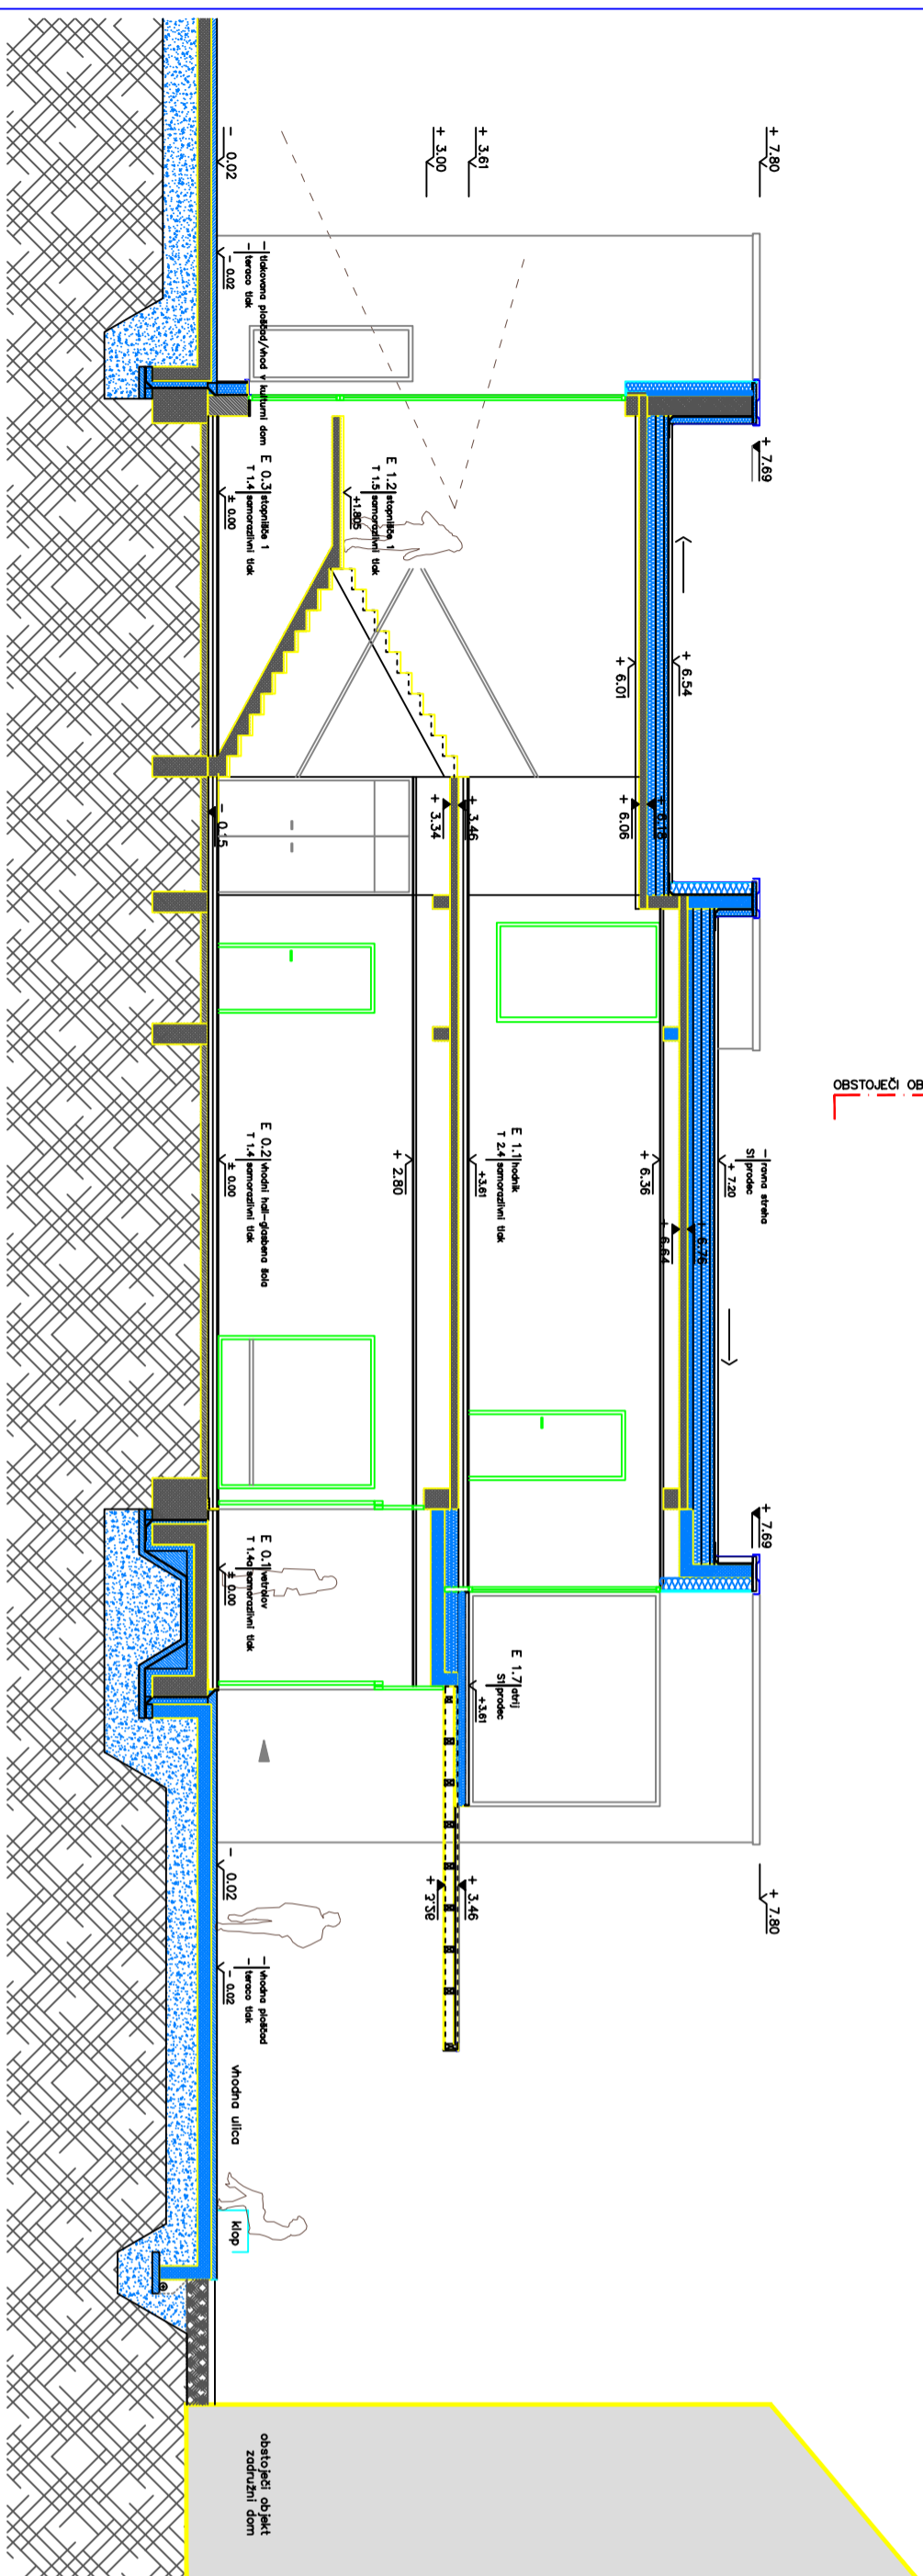 + 7.80
+ 3.61
+ 3.00
- 0.02
-|tlakovana ploščad/vhod v kulturni dom
-|teraco tlak
- 0.02
+ 7.69
E 1.2|stopnišče 1
T 1.5|samorazlivni tlak
+1.805
E 0.3|stopnišče 1
T 1.4|samorazlivni tlak
± 0.00
+ 6.54
+ 6.01
+ 6.18
+ 6.06
+ 3.46
+ 3.34
- 0.15
OBSTOJEČI OB
-|ravna streha
S1|prodec
+ 7.20
+ 6.76
+ 6.64
+ 6.36
E 1.1|hodnik
T 2.4|samorazlivni tlak
+3.61
+ 2.80
E 0.2|vhodni hall-glasbena šola
T 1.4|samorazlivni tlak
± 0.00
+ 7.69
E 0.1|vetrolov
T 1.4a|samorazlivni tlak
± 0.00
E 1.7|atrij
S1|prodec
+3.61
+ 7.80
+ 3.46
- 0.02
-|vhodna ploščad
-|teraco tlak
- 0.02
vhodna ulica
klop
obstoječi objekt
zadružni dom